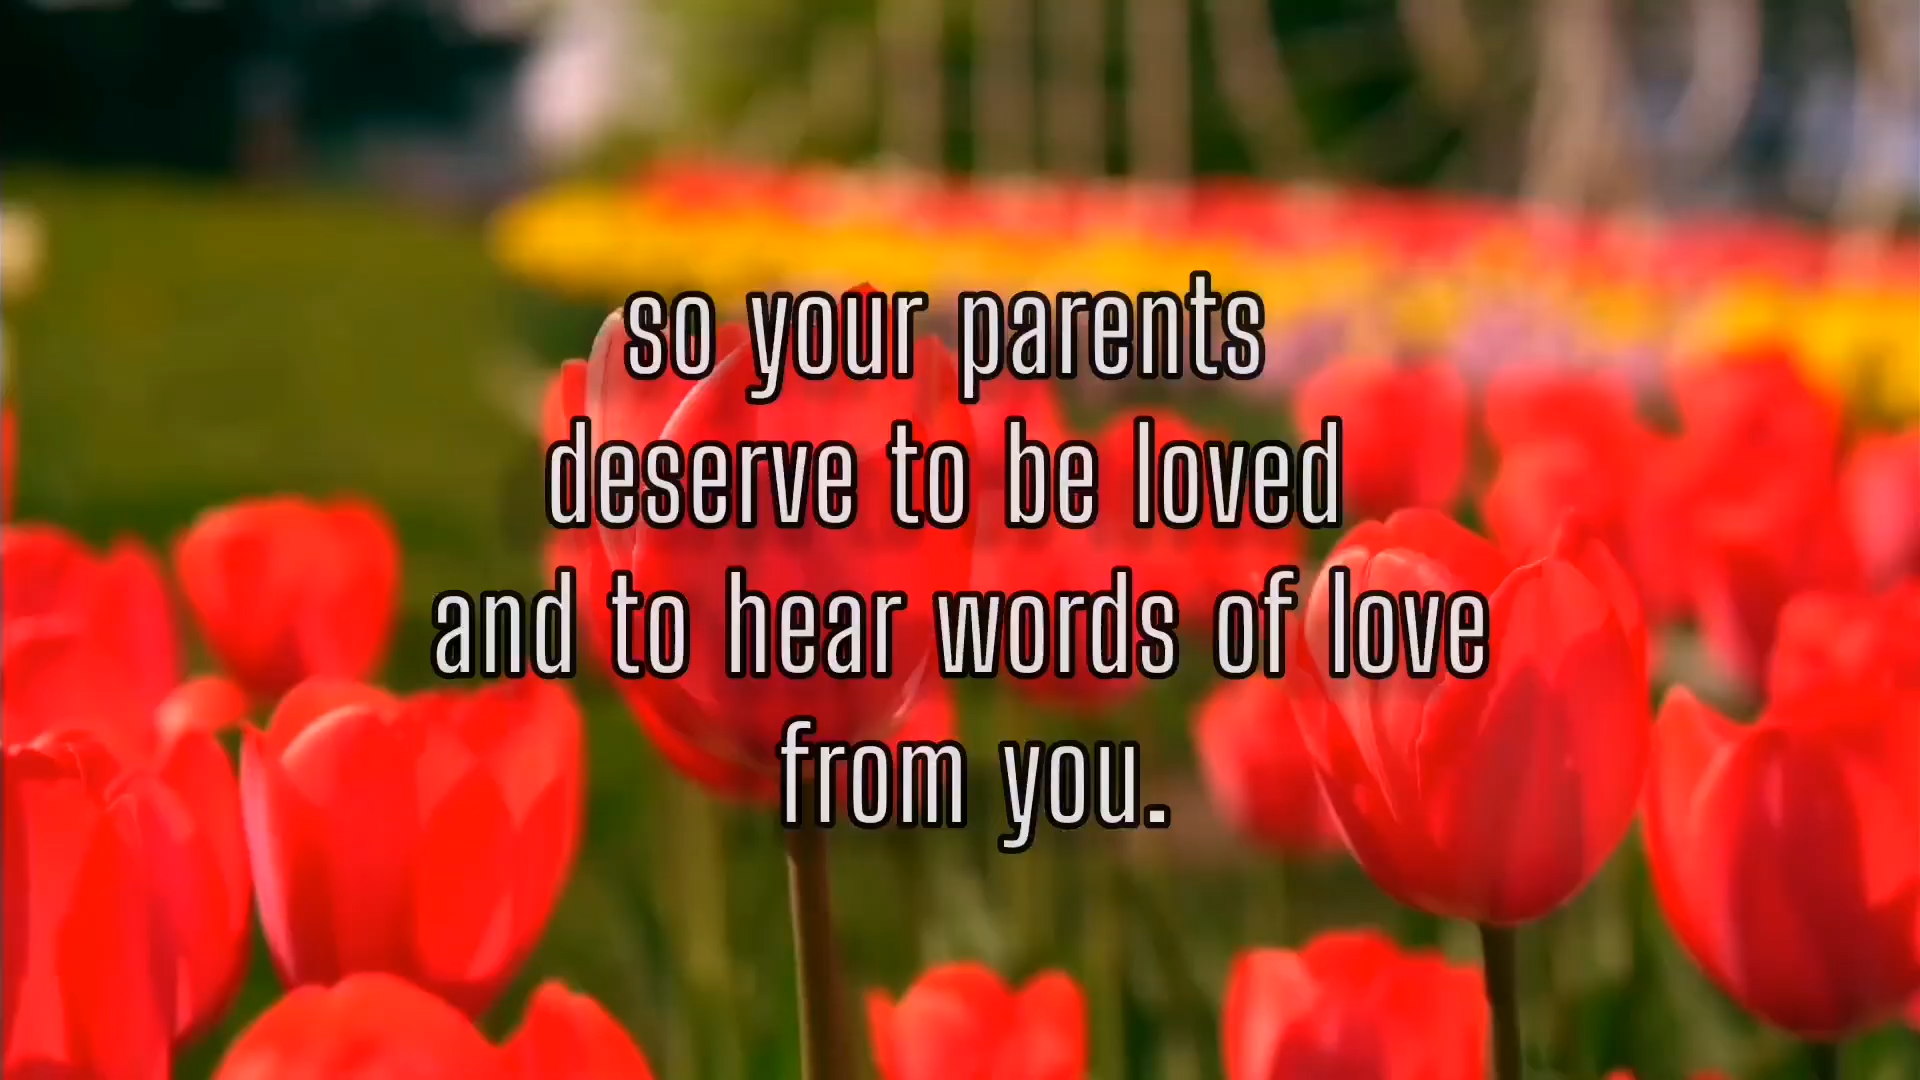 so your parents
deserve to be loved
and to hear words of love
from you.